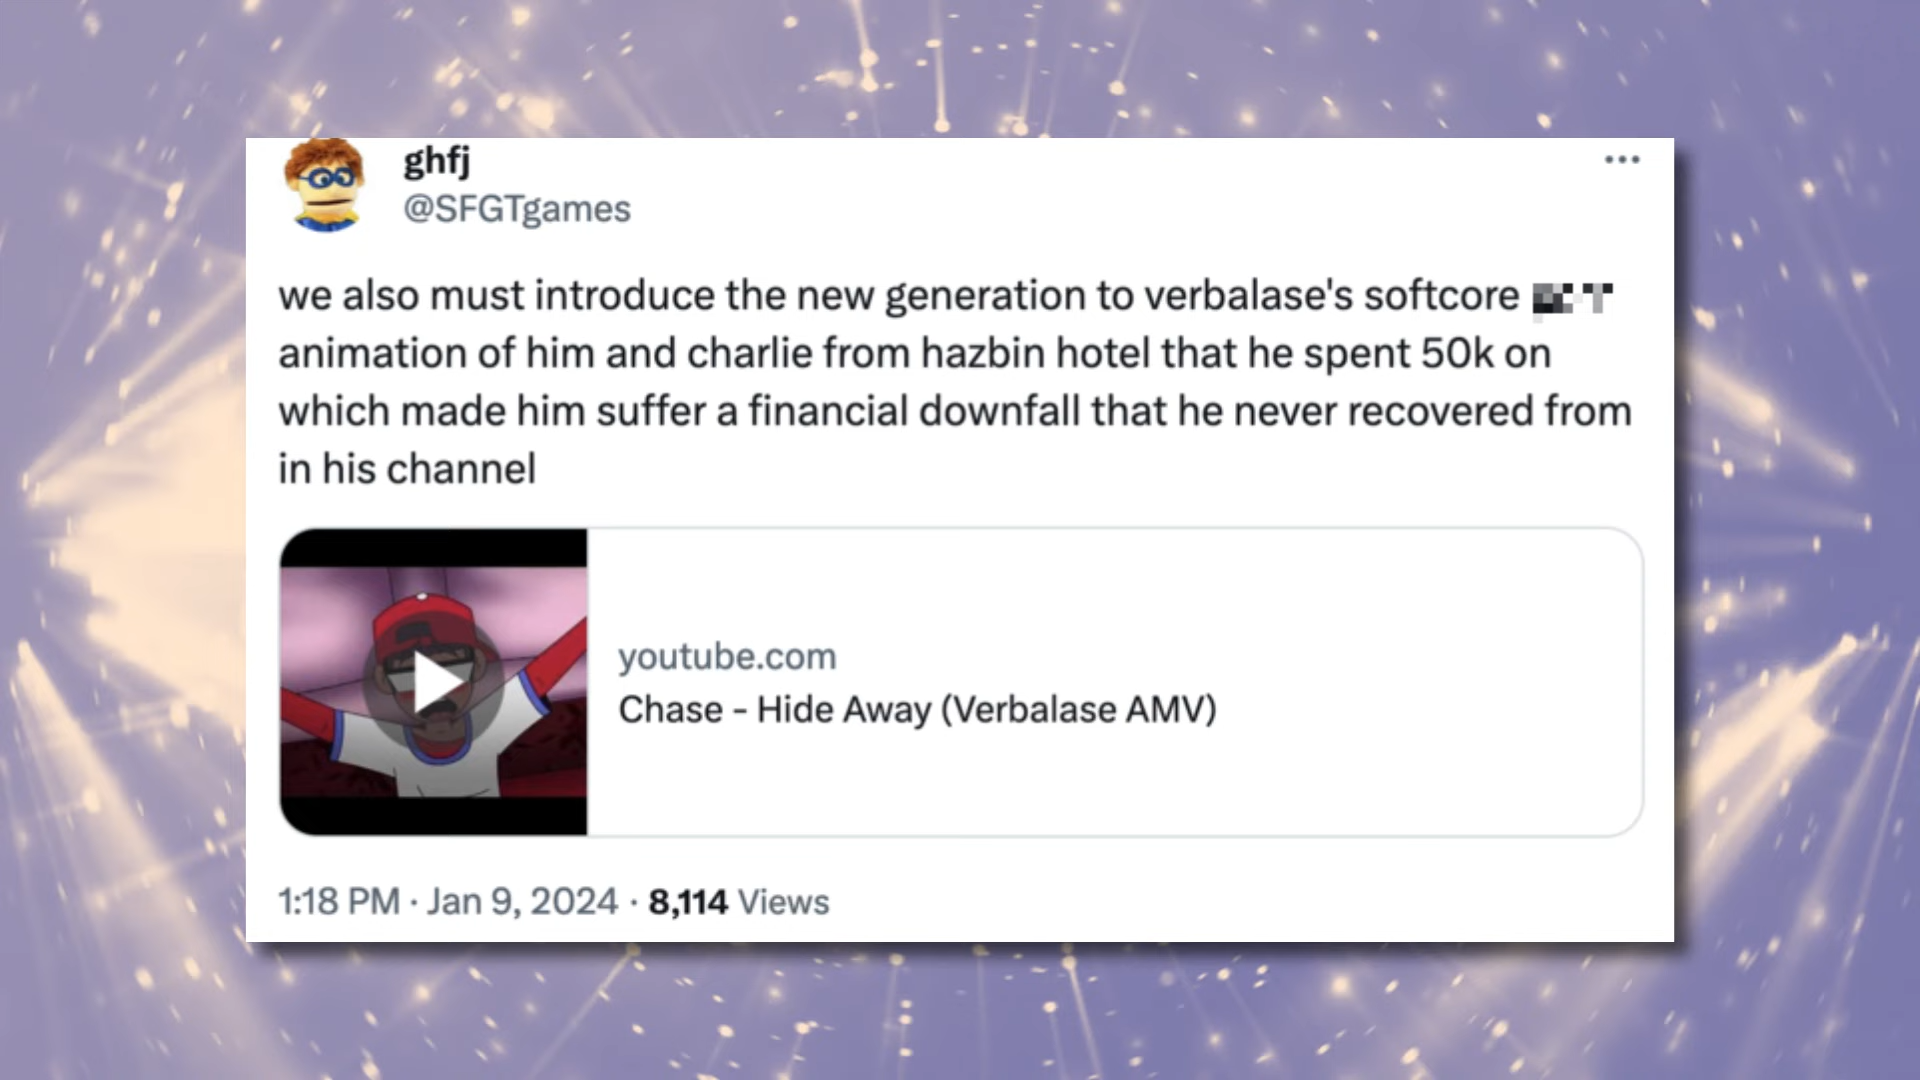 ghfj
@SFGTgames
we also must introduce the new generation to verbalase's softcore
animation of him and charlie from hazbin hotel that he spent 50k on
which made him suffer a financial downfall that he never recovered from
in his channel
youtube.com
Chase - Hide Away (Verbalase AMV)
1:18 PM · Jan 9, 2024 · 8,114 Views